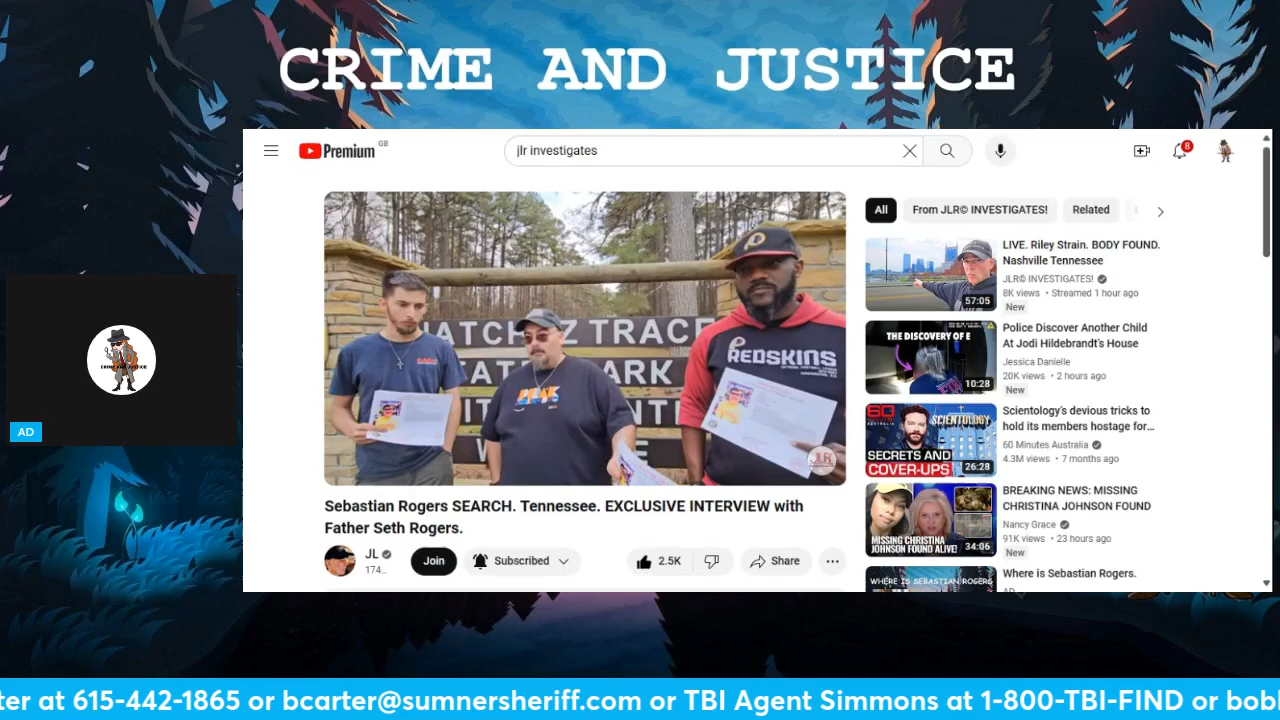 CRIME AND JUSTICE
Premium GB
jlr investigates
8
NATCHEZ TRACE
STATE PARK
REDSKINS
JLR
Sebastian Rogers SEARCH. Tennessee. EXCLUSIVE INTERVIEW with
Father Seth Rogers.
JL
174...
Join
Subscribed
2.5K
Share
All
From JLR© INVESTIGATES!
Related
LIVE. Riley Strain. BODY FOUND.
Nashville Tennessee
JLR© INVESTIGATES!
8K views • Streamed 1 hour ago
New
57:05
THE DISCOVERY OF E
10:28
Police Discover Another Child
At Jodi Hildebrandt's House
Jessica Danielle
20K views • 2 hours ago
New
60
AUSTRALIA
SCIENTOLOGY
SECRETS AND
COVER-UPS
26:28
Scientology's devious tricks to
hold its members hostage for...
60 Minutes Australia
4.3M views • 7 months ago
MISSING CHRISTINA
JOHNSON FOUND ALIVE!
34:06
BREAKING NEWS: MISSING
CHRISTINA JOHNSON FOUND
Nancy Grace
91K views • 23 hours ago
New
WHERE IS SEBASTIAN ROGERS
Where is Sebastian Rogers.
CRIME AND JUSTICE
AD
ter at 615-442-1865 or bcarter@sumnersheriff.com or TBI Agent Simmons at 1-800-TBI-FIND or bob